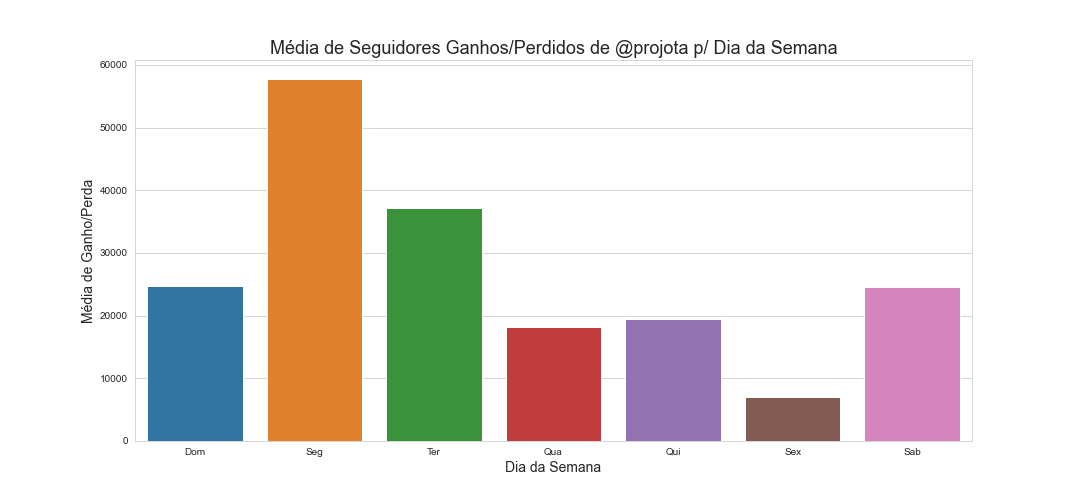 Média de Seguidores Ganhos/Perdidos de @projota p/ Dia da Semana
Média de Ganho/Perda
60000
50000
40000
30000
20000
10000
0
Dom Seg Ter Qua Qui Sex Sab
Dia da Semana